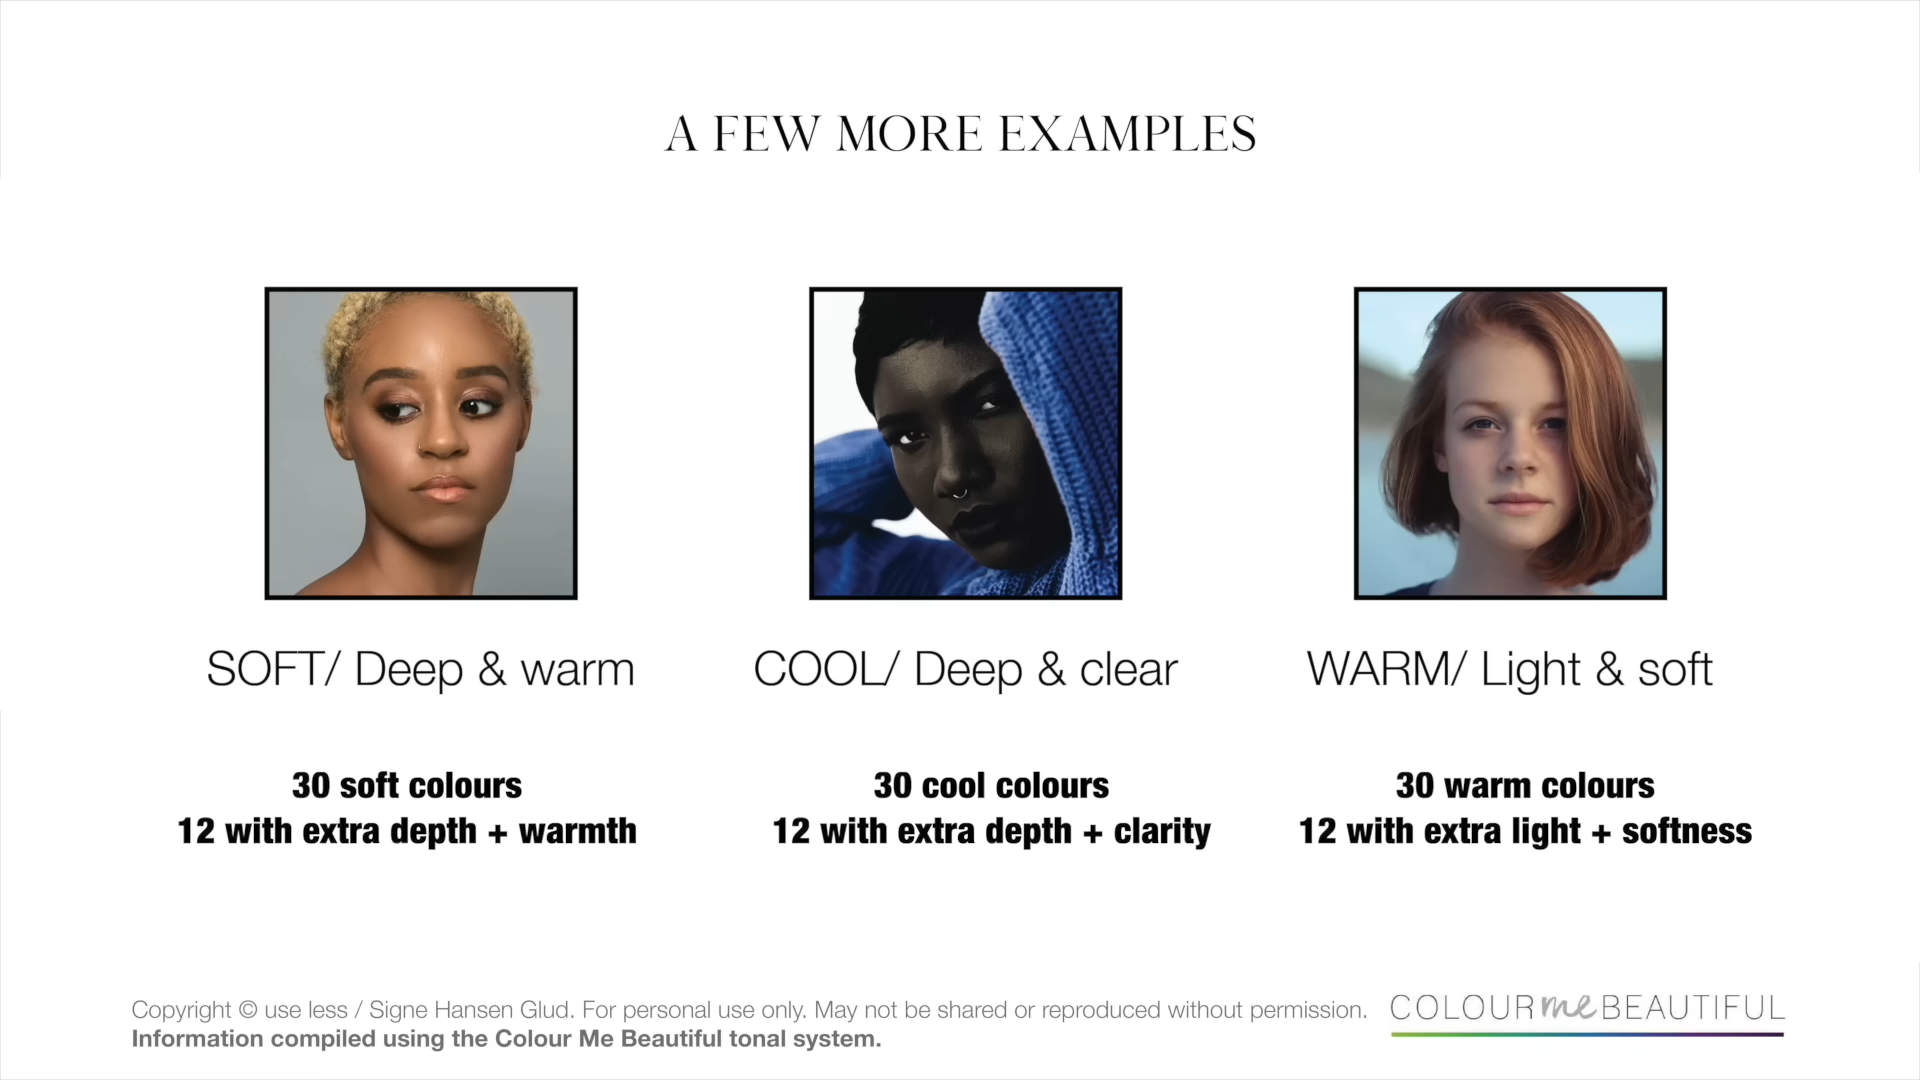 A FEW MORE EXAMPLES
SOFT/ Deep & warm
COOL/ Deep & clear
WARM/ Light & soft
30 soft colours
12 with extra depth + warmth
30 cool colours
12 with extra depth + clarity
30 warm colours
12 with extra light + softness
Copyright © use less / Signe Hansen Glud. For personal use only. May not be shared or reproduced without permission.
Information compiled using the Colour Me Beautiful tonal system.
COLOUR me BEAUTIFUL